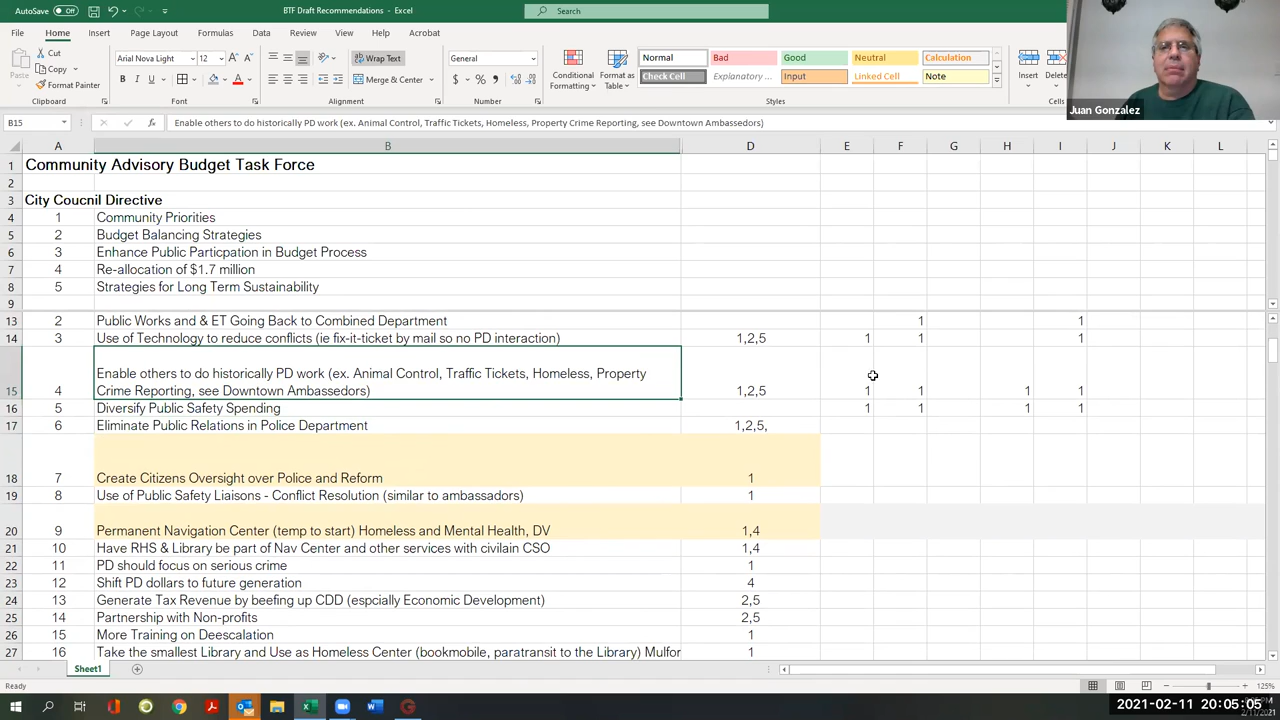 AutoSave Off BTF Draft Recommendations - Excel Search
File Home Insert Page Layout Formulas Data Review View Help Acrobat
Cut
Copy
Format Painter
Paste
Clipboard
Arial Nova Light 12
B I U
Font
Wrap Text
Merge & Center
Alignment
General
$ % ,
Number
Conditional Formatting
Format as Table
Normal Bad Good Neutral Calculation
Check Cell Explanatory ... Input Linked Cell Note
Styles
Insert Delete
Cells
Juan Gonzalez
B15 fx Enable others to do historically PD work (ex. Animal Control, Traffic Tickets, Homeless, Property Crime Reporting, see Downtown Ambassadors)
A B D E F G H I J K L
1 Community Advisory Budget Task Force
2
3 City Coucnil Directive
4 1 Community Priorities
5 2 Budget Balancing Strategies
6 3 Enhance Public Particpation in Budget Process
7 4 Re-allocation of $1.7 million
8 5 Strategies for Long Term Sustainability
9
13 2 Public Works and & ET Going Back to Combined Department 1 1
14 3 Use of Technology to reduce conflicts (ie fix-it-ticket by mail so no PD interaction) 1,2,5 1 1 1
Enable others to do historically PD work (ex. Animal Control, Traffic Tickets, Homeless, Property
15 4 Crime Reporting, see Downtown Ambassedors) 1,2,5 1 1 1 1
16 5 Diversify Public Safety Spending 1 1 1 1
17 6 Eliminate Public Relations in Police Department 1,2,5,
18 7 Create Citizens Oversight over Police and Reform 1
19 8 Use of Public Safety Liaisons - Conflict Resolution (similar to ambassadors) 1
20 9 Permanent Navigation Center (temp to start) Homeless and Mental Health, DV 1,4
21 10 Have RHS & Library be part of Nav Center and other services with civilain CSO 1,4
22 11 PD should focus on serious crime 1
23 12 Shift PD dollars to future generation 4
24 13 Generate Tax Revenue by beefing up CDD (espcially Economic Development) 2,5
25 14 Partnership with Non-profits 2,5
26 15 More Training on Deescalation 1
27 16 Take the smallest Library and Use as Homeless Center (bookmobile, paratransit to the Library) Mulfor 1
Sheet1
Ready 125%
2021-02-11 20:05:05
2/11/2021